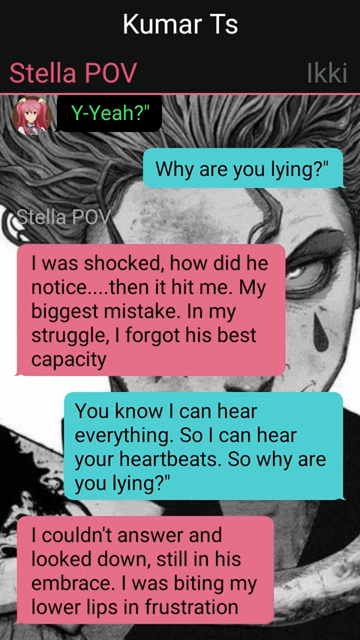 Kumar Ts
Stella POV
Ikki
Y-Yeah?"
Why are you lying?"
Stella POV
I was shocked, how did he
notice....then it hit me. My
biggest mistake. In my
struggle, I forgot his best
capacity
You know I can hear
everything. So I can hear
your heartbeats. So why are
you lying?"
I couldn't answer and
looked down, still in his
embrace. I was biting my
lower lips in frustration